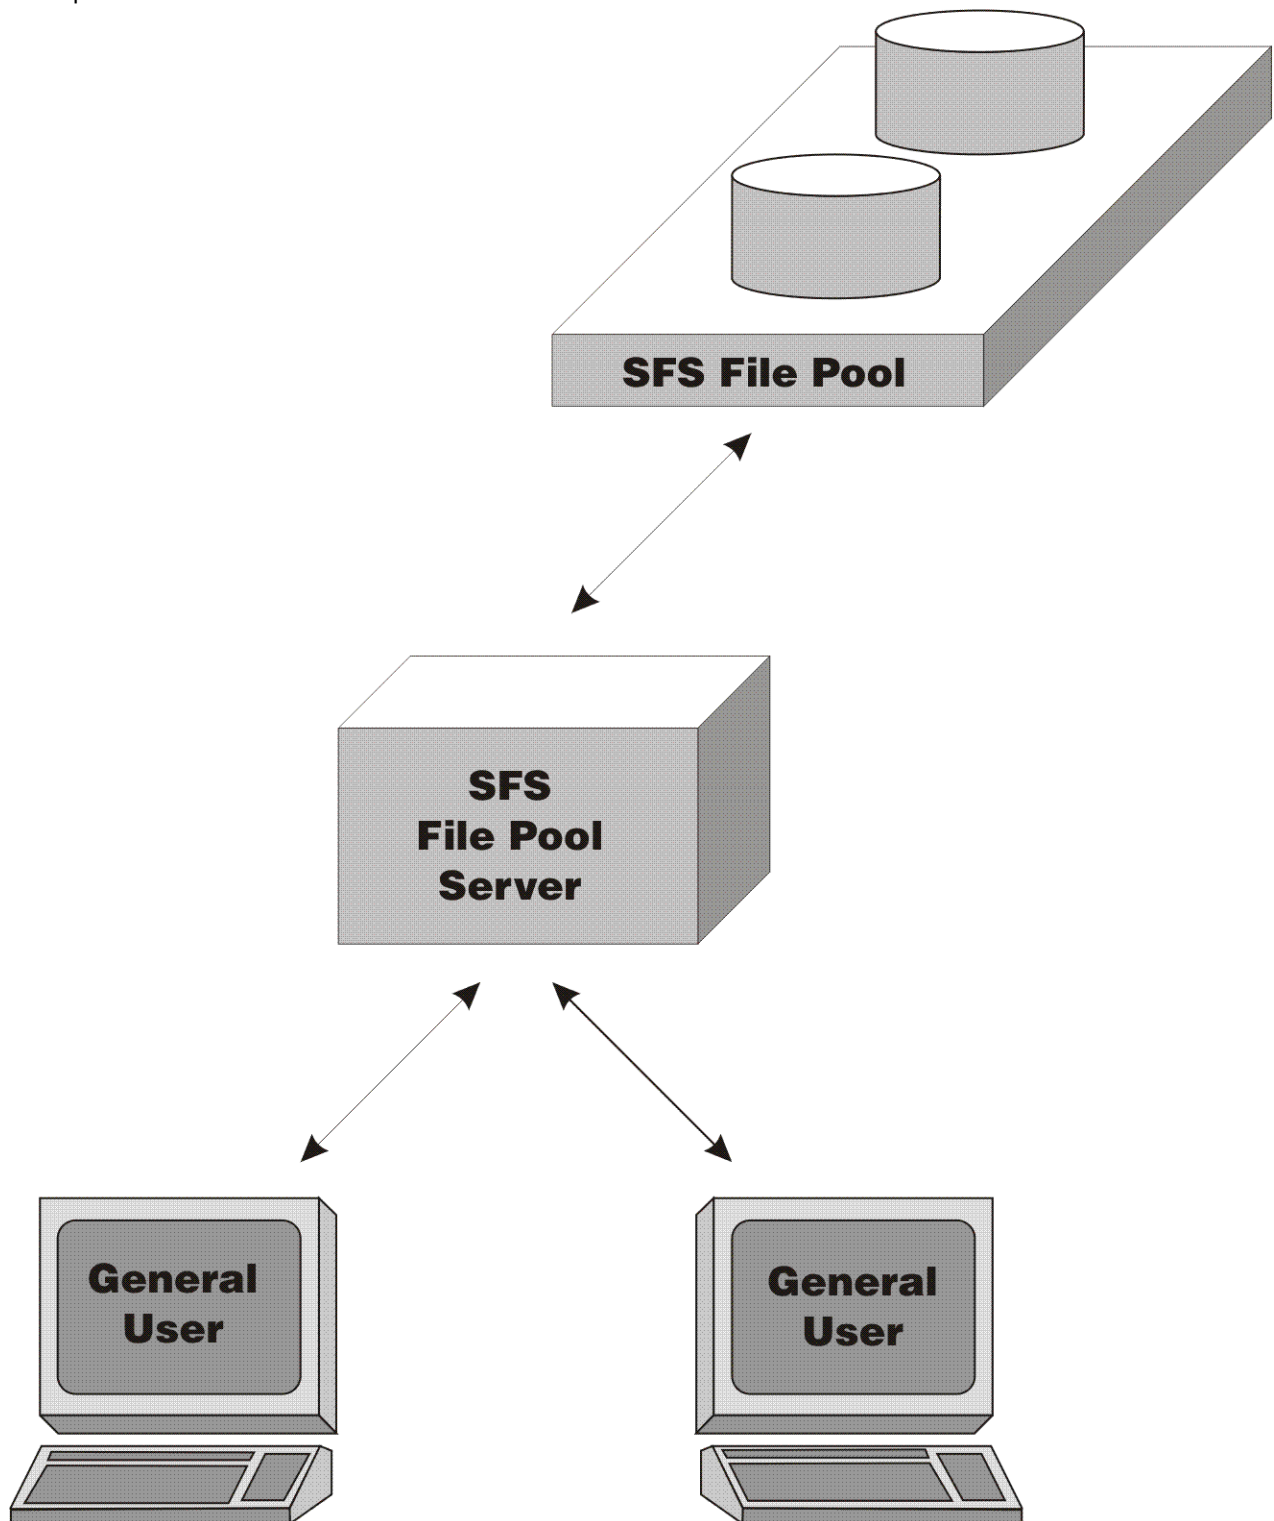 SFS File Pool
SFS
File Pool
Server
General
User
General
User